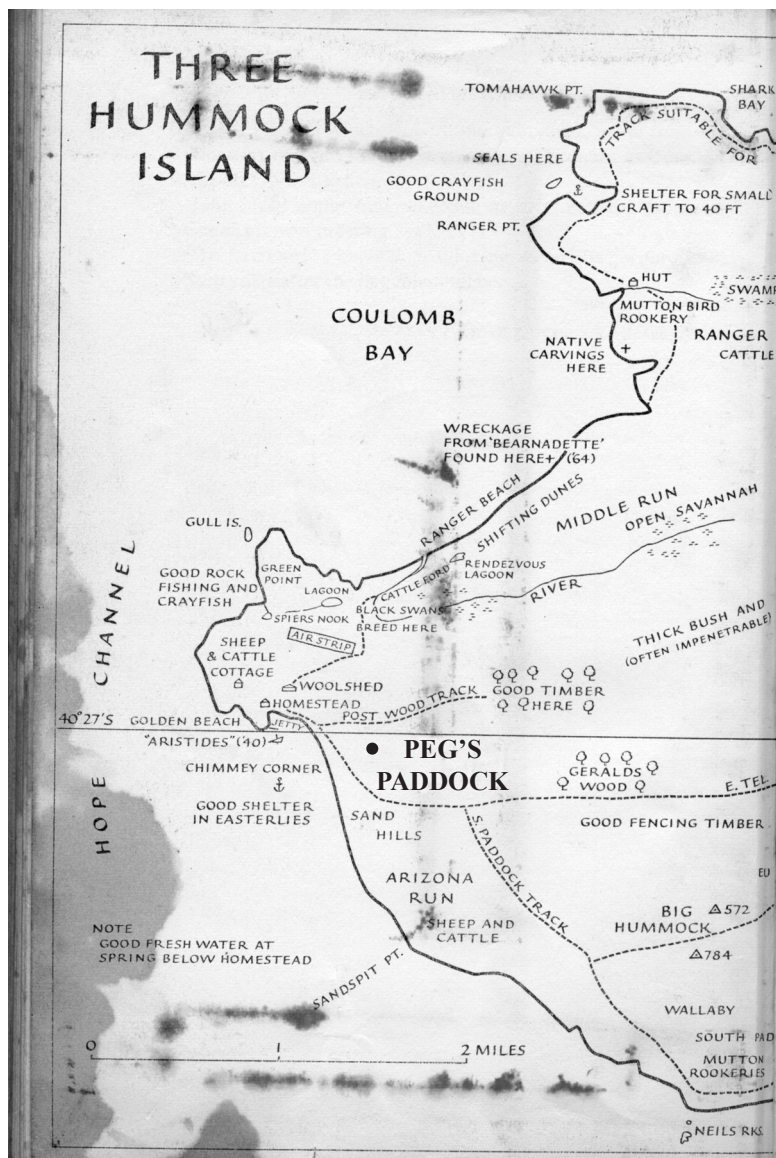 THREE
HUMMOCK
ISLAND
TOMAHAWK PT.
SHARK
BAY
TRACK SUITABLE FOR
SEALS HERE
GOOD CRAYFISH
GROUND
SHELTER FOR SMALL
CRAFT TO 40 FT
RANGER PT.
HUT
SWAMP
MUTTON BIRD
ROOKERY
COULOMB
BAY
NATIVE
CARVINGS
HERE
RANGER
CATTLE
WRECKAGE
FROM 'BEARNADETTE'
FOUND HERE + ('64)
RANGER BEACH
SHIFTING DUNES
MIDDLE RUN
OPEN SAVANNAH
GULL IS.
GREEN
POINT
GOOD ROCK
FISHING AND
CRAYFISH
LAGOON
SPIERS NOOK
CATTLE FORD
RENDEZVOUS
LAGOON
BLACK SWANS
BREED HERE
RIVER
AIR STRIP
THICK BUSH AND
(OFTEN IMPENETRABLE)
SHEEP
& CATTLE
COTTAGE
WOOLSHED
HOMESTEAD
POST WOOD TRACK
GOOD TIMBER
HERE
CHANNEL
HOPE
40°27'S
GOLDEN BEACH
JETTY
"ARISTIDES" ('40)
• PEG'S
PADDOCK
CHIMMEY CORNER
GOOD SHELTER
IN EASTERLIES
GERALDS
WOOD
E. TEL
SAND
HILLS
S. PADDOCK TRACK
GOOD FENCING TIMBER
ARIZONA
RUN
EU
BIG
HUMMOCK
572
SHEEP AND
CATTLE
784
NOTE
GOOD FRESH WATER AT
SPRING BELOW HOMESTEAD
SANDSPIT PT.
WALLABY
SOUTH PAD
MUTTON
ROOKERIES
0
1
2 MILES
NEILS RKS.